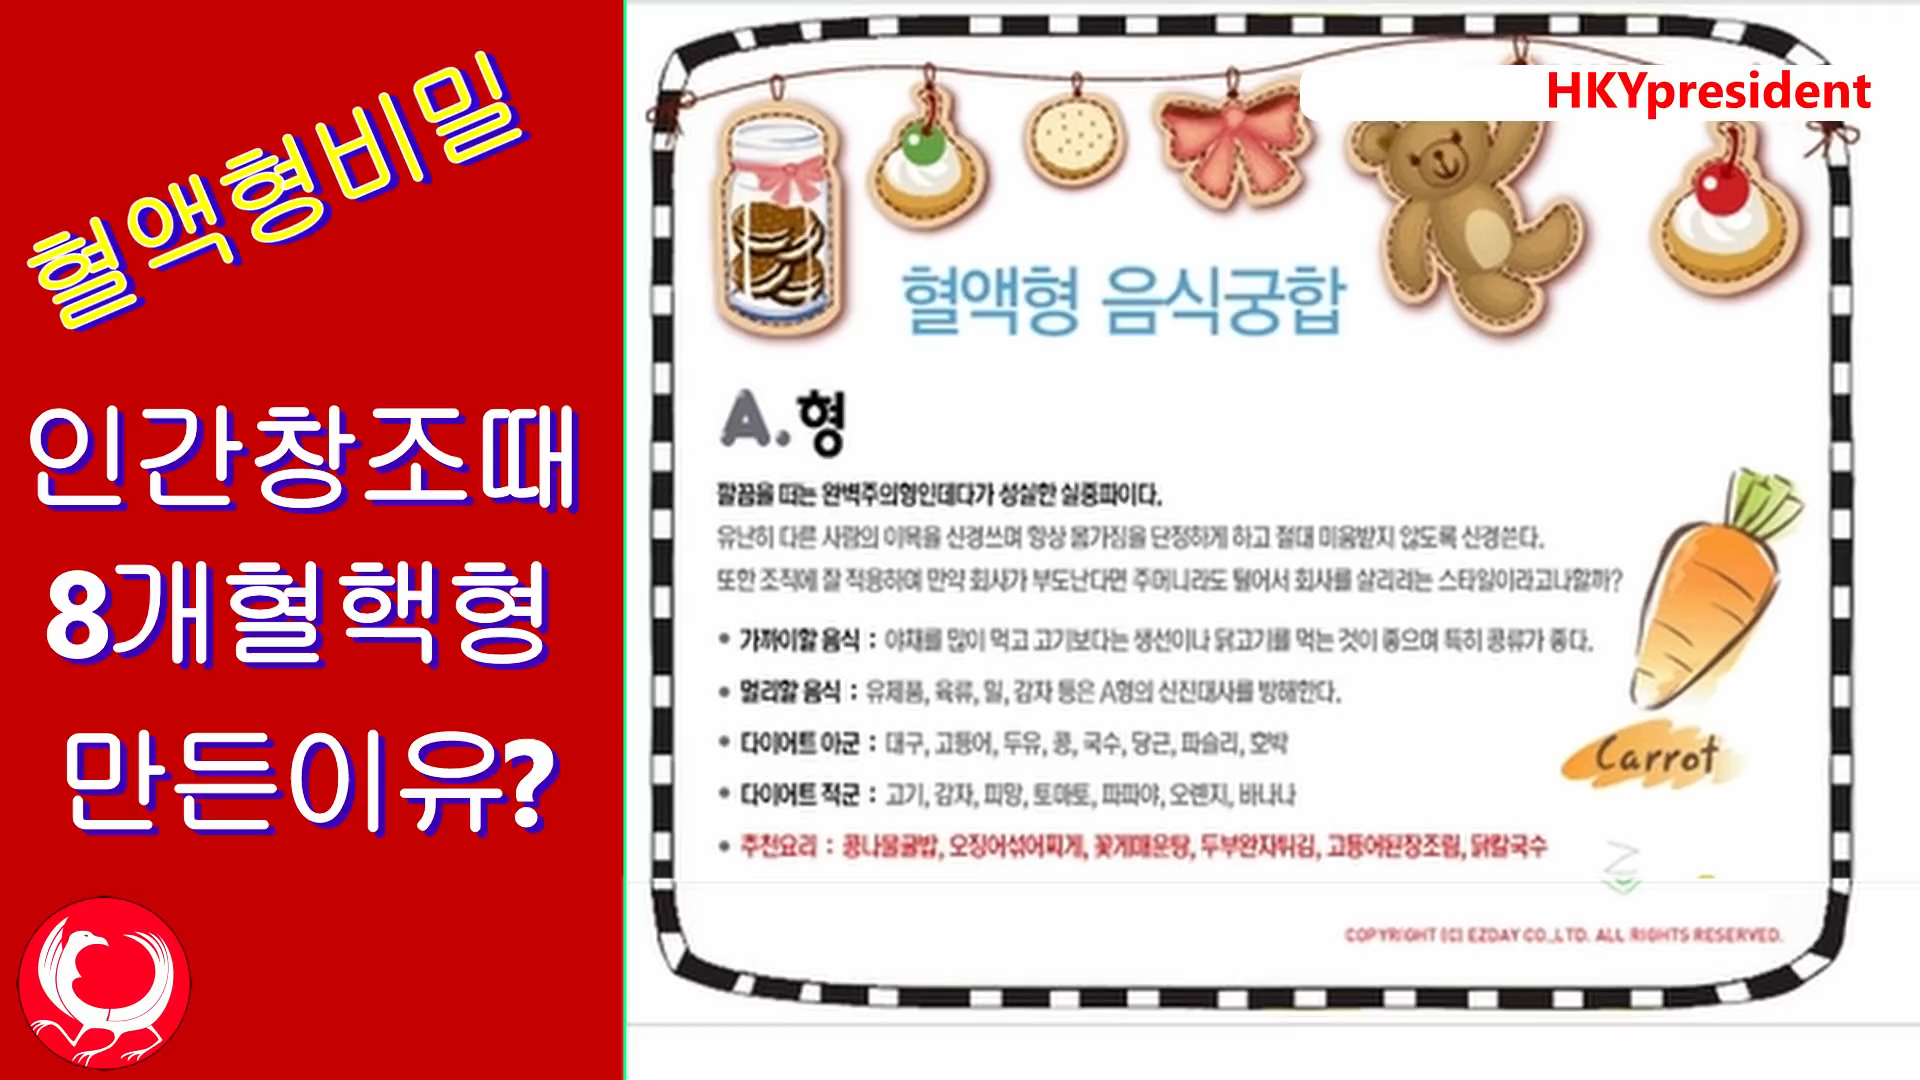 혈액형비밀
인간창조때
8개혈핵형
만든이유?
HKYpresident
혈액형 음식궁합
A.형
깔끔을 떠는 완벽주의형인데다가 성실한 실중파이다.
유난히 다른 사람의 이목을 신경쓰며 항상 몸가짐을 단정하게 하고 절대 미움받지 않도록 신경쓴다.
또한 조직에 잘 적용하며 만약 회사가 부도난다면 주머니라도 털어서 회사를 살리려는 스타일이라고나할까?
• 가까이할 음식 : 야채를 많이 먹고 고기보다는 생선이나 닭고기를 먹는 것이 좋으며 특히 콩류가 좋다.
• 멀리할 음식 : 유제품, 육류, 밀, 감자 등은 A형의 신진대사를 방해한다.
• 다이어트 아군 : 대구, 고등어, 두유, 콩, 국수, 당근, 파슬리, 호박
• 다이어트 적군 : 고기, 감자, 피망, 토마토, 파파야, 오렌지, 바나나
• 추천요리 : 콩나물굴밥, 오징어섞어찌게, 꽃게매운탕, 두부완자튀김, 고등어된장조림, 닭칼국수
Carrot
COPYRIGHT (C) EZDAY CO.,LTD. ALL RIGHTS RESERVED.